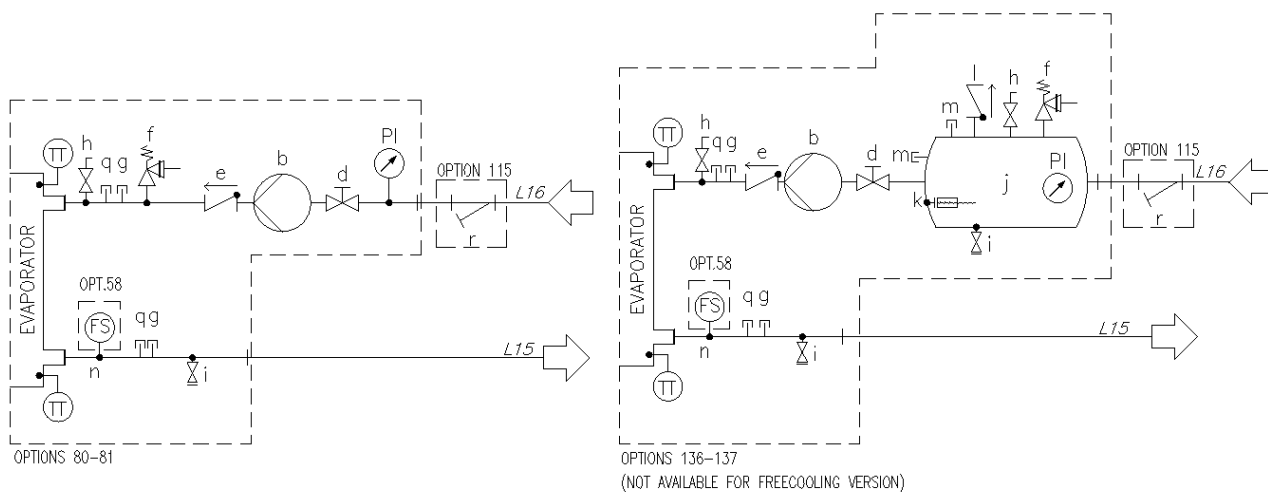 TT
h
q g
f
e
b
d
PI
OPTION 115
L16
r
EVAPORATOR
OPT.58
FS
q g
n
i
L15
TT
OPTIONS 80-81
TT
h
q g
e
b
d
m
l
h
f
m
PI
j
k
i
OPTION 115
L16
r
EVAPORATOR
OPT.58
FS
q g
n
i
L15
TT
OPTIONS 136-137
(NOT AVAILABLE FOR FREECOOLING VERSION)